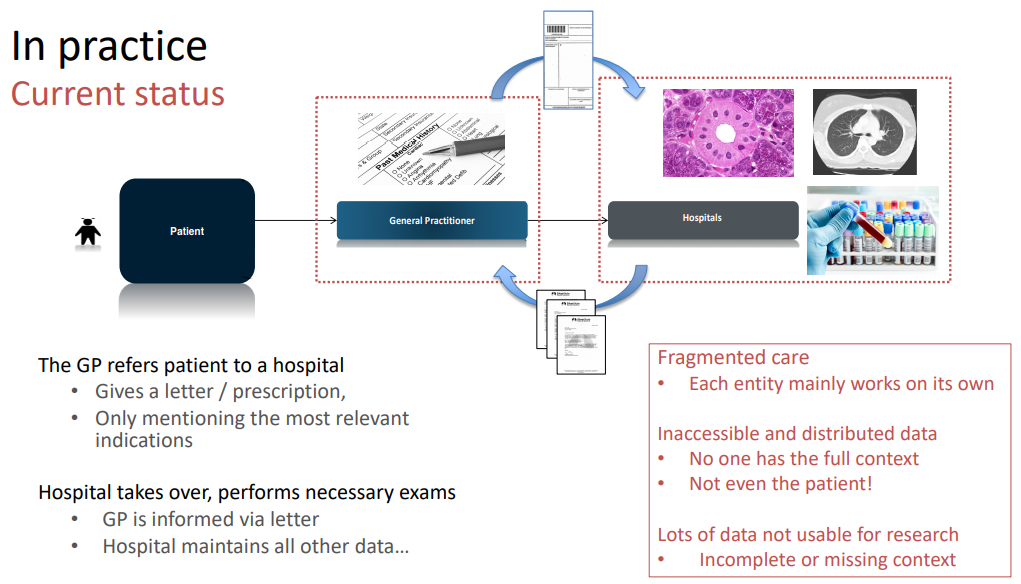 In practice
Current status
Past Medical History
Patient
General Practitioner
Hospitals
The GP refers patient to a hospital
• Gives a letter / prescription,
• Only mentioning the most relevant
indications
Hospital takes over, performs necessary exams
• GP is informed via letter
• Hospital maintains all other data…
Fragmented care
• Each entity mainly works on its own
Inaccessible and distributed data
• No one has the full context
• Not even the patient!
Lots of data not usable for research
• Incomplete or missing context